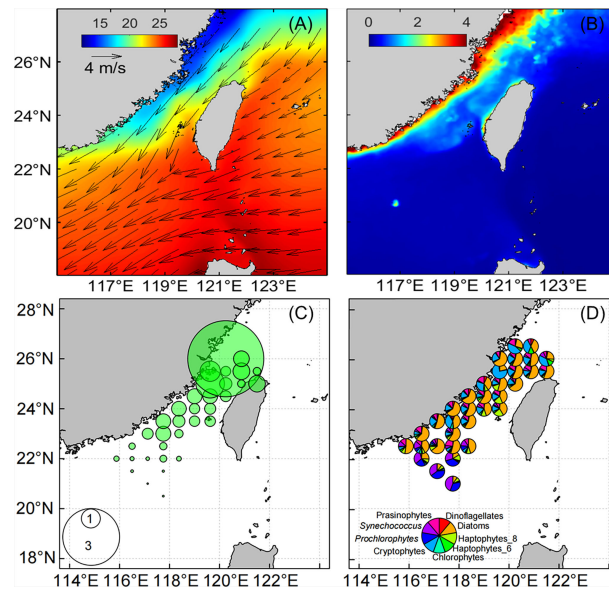 15 20 25 (A)
4 m/s
26°N
24°N
22°N
20°N
117°E 119°E 121°E 123°E
0 2 4 (B)
117°E 119°E 121°E 123°E
28°N (C)
26°N
24°N
22°N
20°N
18°N
1
3
114°E 116°E 118°E 120°E 122°E
(D)
Prasinophytes Dinoflagellates
Synechococcus Diatoms
Prochlorophytes Haptophytes_8
Cryptophytes Haptophytes_6
Chlorophytes
114°E 116°E 118°E 120°E 122°E